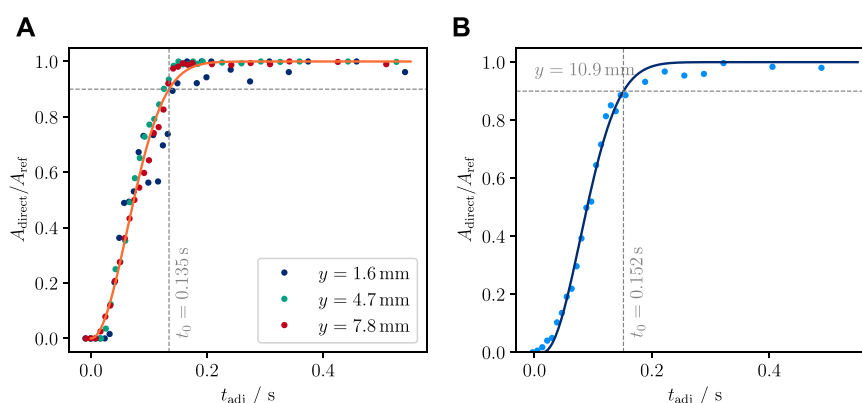 A
A_direct/A_ref
1.0
0.8
0.6
0.4
0.2
0.0
0.0 0.2 0.4
t_adj / s
t_0 = 0.135 s
y = 1.6 mm
y = 4.7 mm
y = 7.8 mm
B
A_direct/A_ref
1.0
0.8
0.6
0.4
0.2
0.0
0.0 0.2 0.4
t_adj / s
y = 10.9 mm
t_0 = 0.152 s